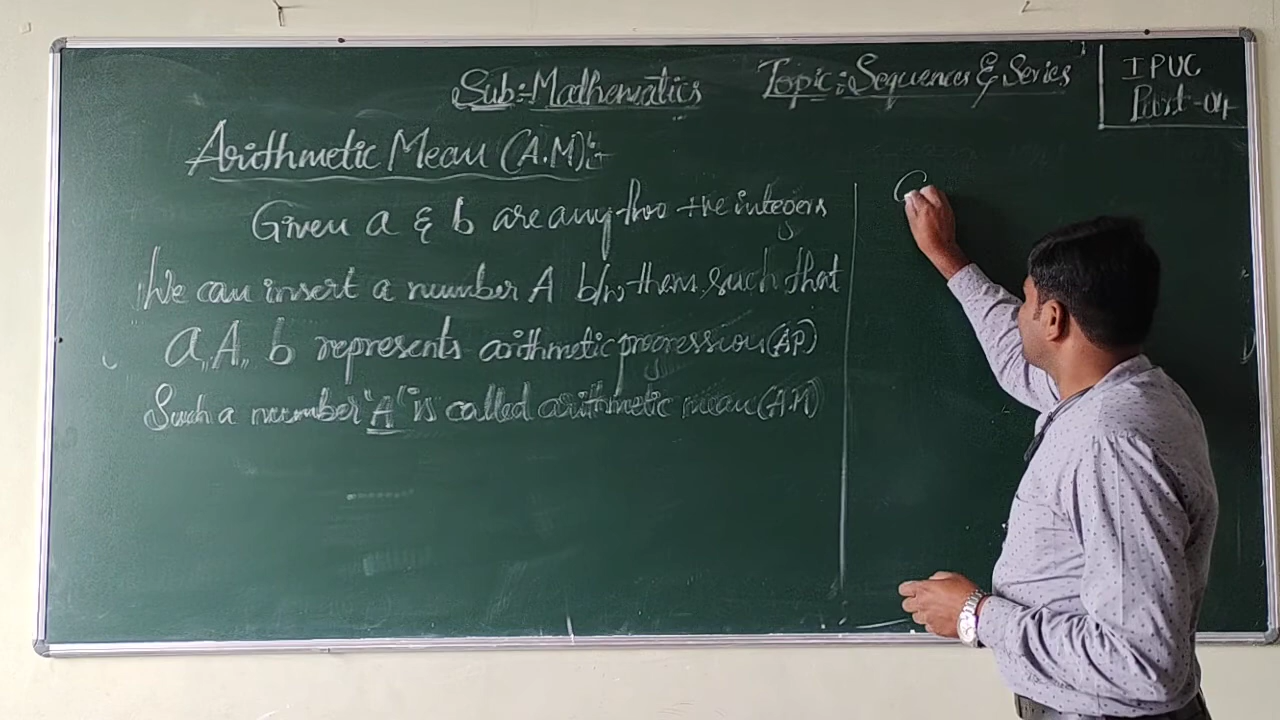 Sub:- Mathematics
Topic:- Sequences & Series
I PUC
Part-04
Arithmetic Mean (A.M):-
Given a & b are any two +ve integers
We can insert a number A b/w them, such that
a, A, b represents arithmetic progression (AP)
Such a number 'A' is called arithmetic mean (A.M)